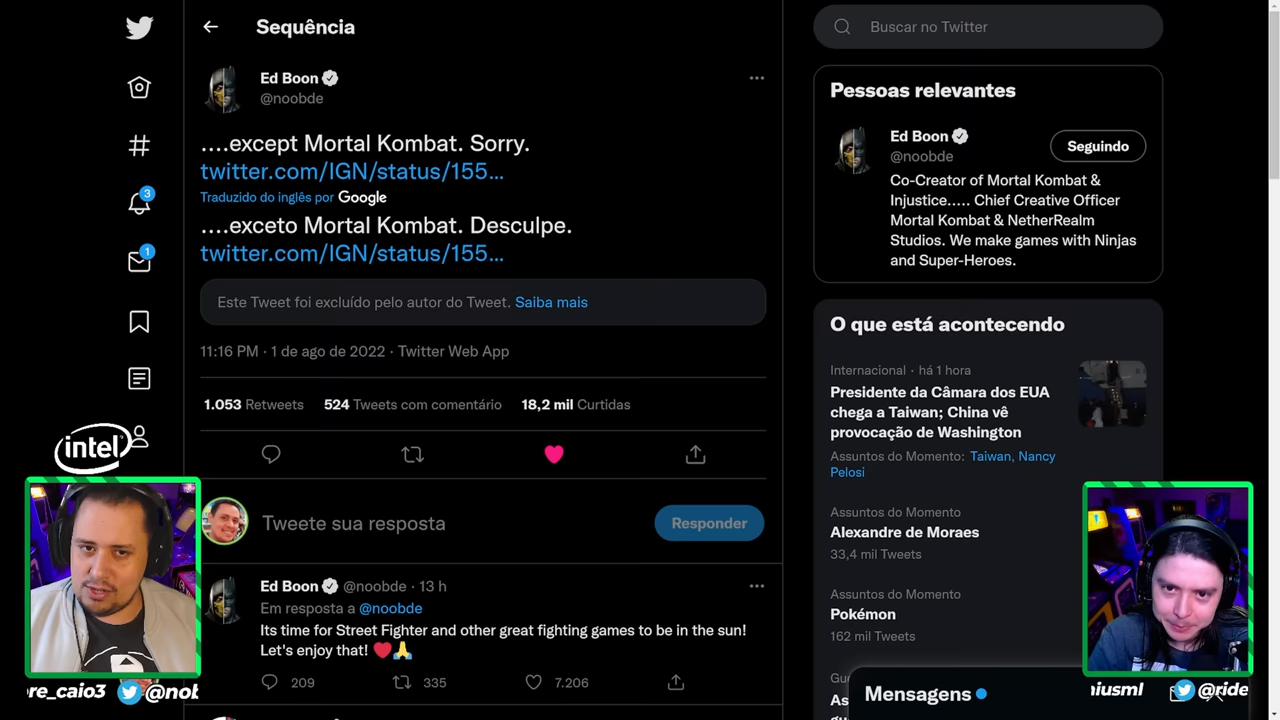 Sequência
Buscar no Twitter
Ed Boon
@noobde
....except Mortal Kombat. Sorry.
twitter.com/IGN/status/155...
Traduzido do inglês por Google
....exceto Mortal Kombat. Desculpe.
twitter.com/IGN/status/155...
Este Tweet foi excluído pelo autor do Tweet. Saiba mais
11:16 PM · 1 de ago de 2022 · Twitter Web App
1.053 Retweets 524 Tweets com comentário 18,2 mil Curtidas
Tweete sua resposta
Responder
Ed Boon @noobde · 13 h
Em resposta a @noobde
Its time for Street Fighter and other great fighting games to be in the sun!
Let's enjoy that! ❤️🙏
209 335 7.206
Pessoas relevantes
Ed Boon
@noobde
Seguindo
Co-Creator of Mortal Kombat &
Injustice..... Chief Creative Officer
Mortal Kombat & NetherRealm
Studios. We make games with Ninjas
and Super-Heroes.
O que está acontecendo
Internacional · há 1 hora
Presidente da Câmara dos EUA
chega a Taiwan; China vê
provocação de Washington
Assuntos do Momento: Taiwan, Nancy
Pelosi
Assuntos do Momento
Alexandre de Moraes
33,4 mil Tweets
Assuntos do Momento
Pokémon
162 mil Tweets
Mensagens
3
1
intel
re_caio3
@nob
iusml
@ride